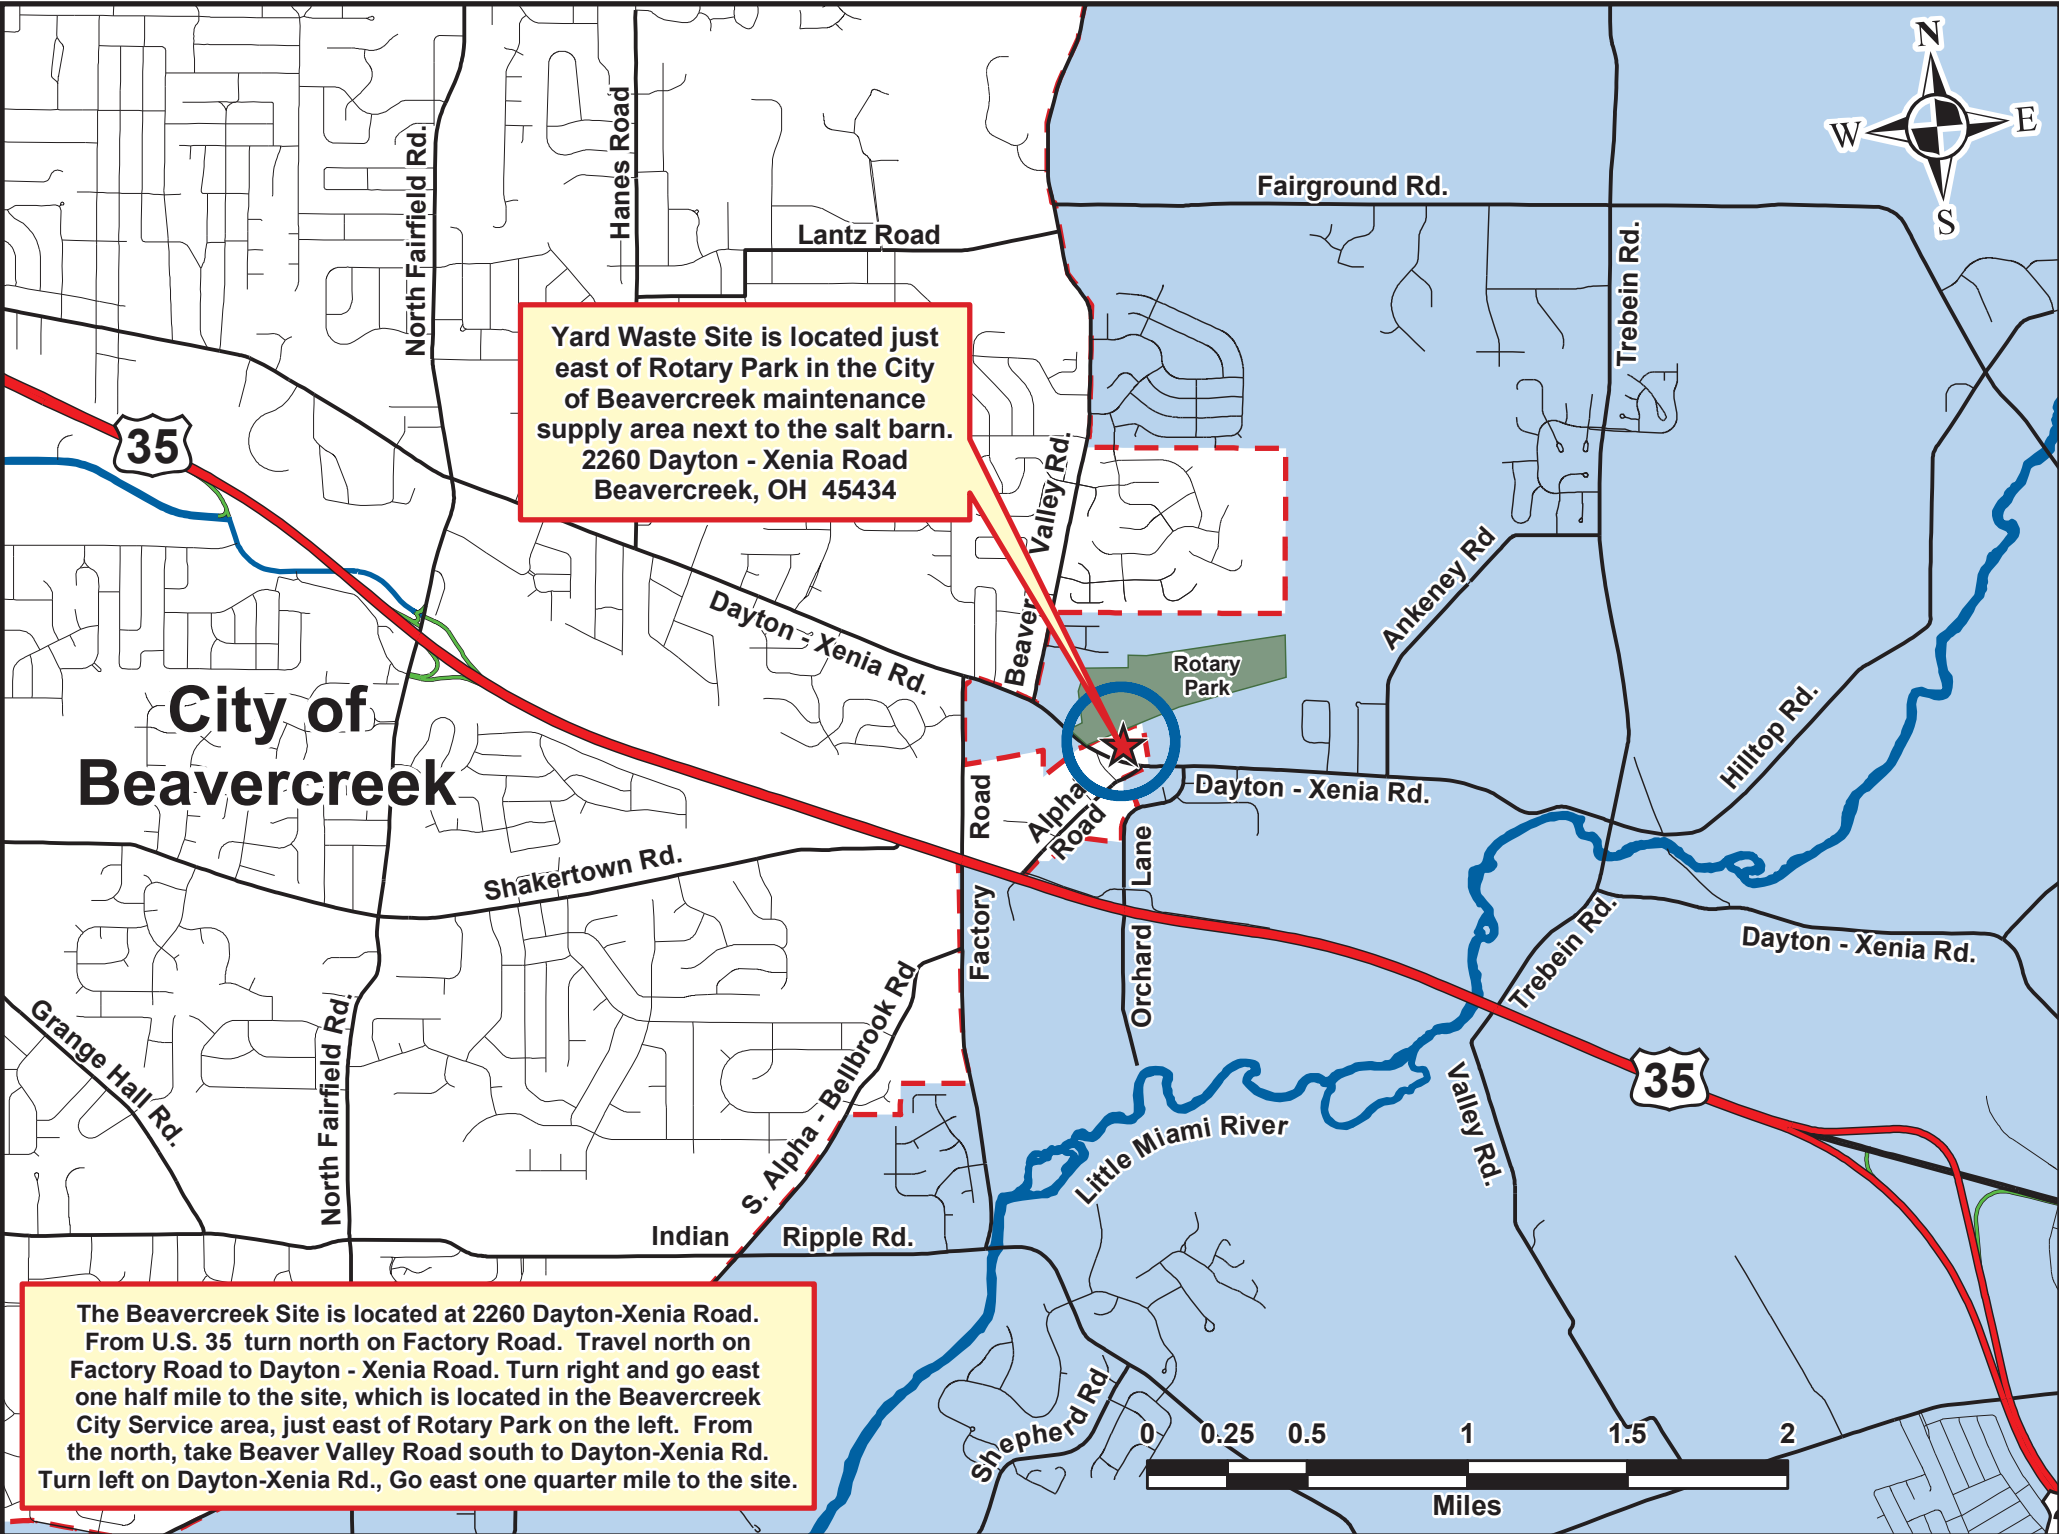 N
W
E
S
Fairground Rd.
Hanes Road
North Fairfield Rd.
Lantz Road
Trebein Rd.
Yard Waste Site is located just
east of Rotary Park in the City
of Beavercreek maintenance
supply area next to the salt barn.
2260 Dayton - Xenia Road
Beavercreek, OH  45434
35
Beaver Valley Rd.
Ankeney Rd
Dayton - Xenia Rd.
Rotary
Park
City of
Beavercreek
Hilltop Rd.
Dayton - Xenia Rd.
Alpha
Road
Factory Road
Orchard Lane
Shakertown Rd.
Trebein Rd.
Dayton - Xenia Rd.
Grange Hall Rd.
North Fairfield Rd.
S. Alpha - Bellbrook Rd
35
Valley Rd.
Little Miami River
Indian Ripple Rd.
The Beavercreek Site is located at 2260 Dayton-Xenia Road.
From U.S. 35  turn north on Factory Road.  Travel north on
Factory Road to Dayton - Xenia Road. Turn right and go east
one half mile to the site, which is located in the Beavercreek
City Service area, just east of Rotary Park on the left.  From
the north, take Beaver Valley Road south to Dayton-Xenia Rd.
Turn left on Dayton-Xenia Rd., Go east one quarter mile to the site.
Shepherd Rd
0 0.25 0.5 1 1.5 2
Miles